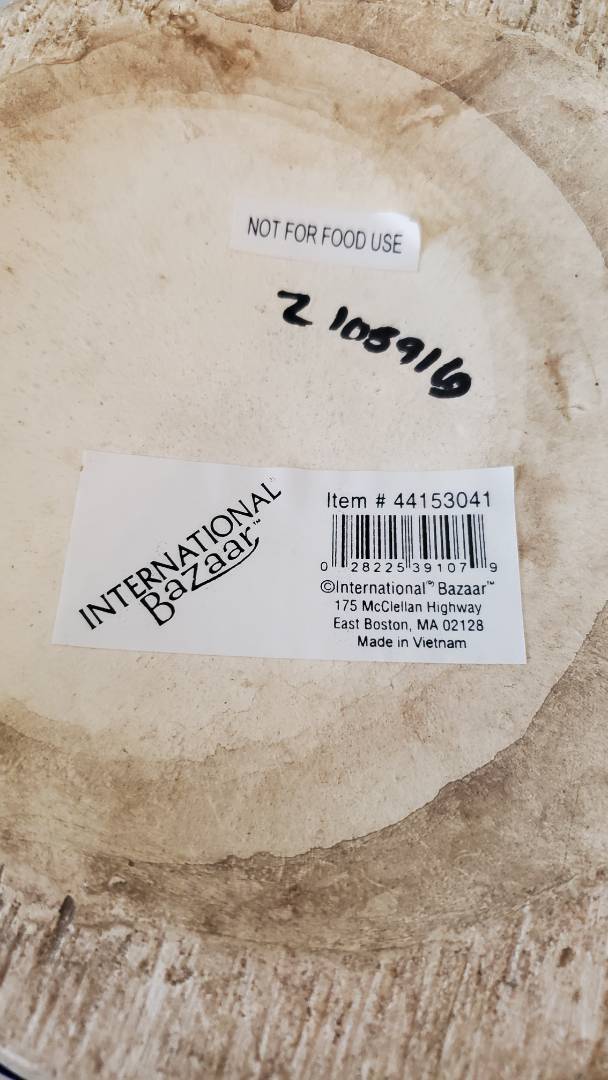 NOT FOR FOOD USE
Z 108916
INTERNATIONAL
Bazaar™
Item # 44153041
0 28225 39107 9
©International™ Bazaar™
175 McClellan Highway
East Boston, MA 02128
Made in Vietnam